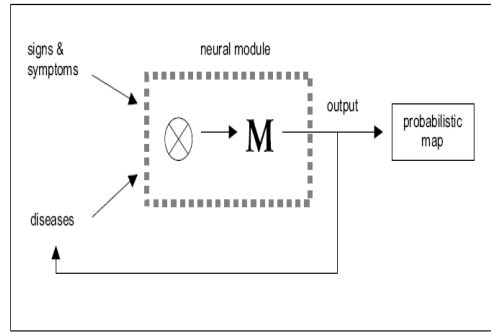 signs &
symptoms
neural module
output
M
probabilistic
map
diseases